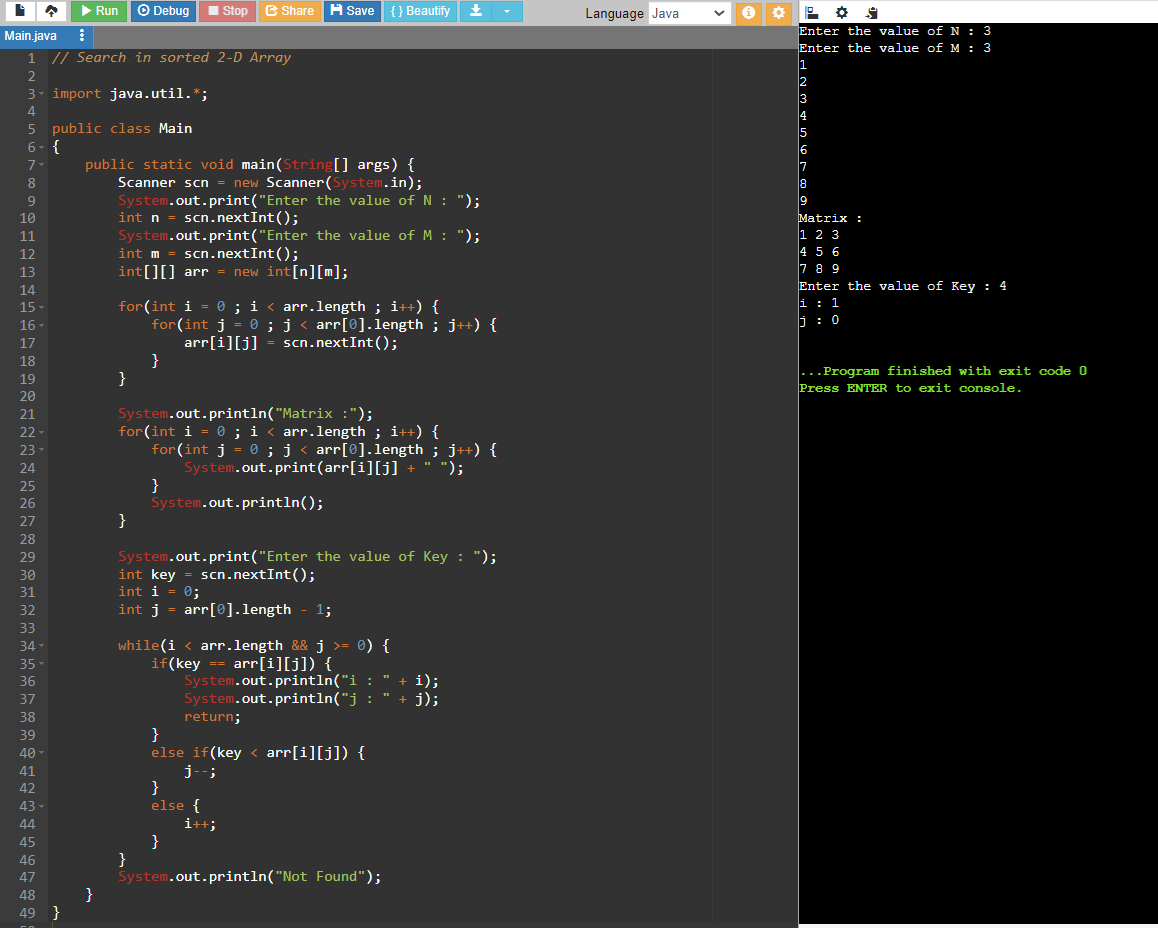 Run Debug Stop Share Save { } Beautify
Language Java
Main.java
1 // Search in sorted 2-D Array
2
3 import java.util.*;
4
5 public class Main
6 {
7     public static void main(String[] args) {
8         Scanner scn = new Scanner(System.in);
9         System.out.print("Enter the value of N : ");
10         int n = scn.nextInt();
11         System.out.print("Enter the value of M : ");
12         int m = scn.nextInt();
13         int[][] arr = new int[n][m];
14
15         for(int i = 0 ; i < arr.length ; i++) {
16             for(int j = 0 ; j < arr[0].length ; j++) {
17                 arr[i][j] = scn.nextInt();
18             }
19         }
20
21         System.out.println("Matrix :");
22         for(int i = 0 ; i < arr.length ; i++) {
23             for(int j = 0 ; j < arr[0].length ; j++) {
24                 System.out.print(arr[i][j] + " ");
25             }
26             System.out.println();
27         }
28
29         System.out.print("Enter the value of Key : ");
30         int key = scn.nextInt();
31         int i = 0;
32         int j = arr[0].length - 1;
33
34         while(i < arr.length && j >= 0) {
35             if(key == arr[i][j]) {
36                 System.out.println("i : " + i);
37                 System.out.println("j : " + j);
38                 return;
39             }
40             else if(key < arr[i][j]) {
41                 j--;
42             }
43             else {
44                 i++;
45             }
46         }
47         System.out.println("Not Found");
48     }
49 }
Enter the value of N : 3
Enter the value of M : 3
1
2
3
4
5
6
7
8
9
Matrix :
1 2 3
4 5 6
7 8 9
Enter the value of Key : 4
i : 1
j : 0
...Program finished with exit code 0
Press ENTER to exit console.